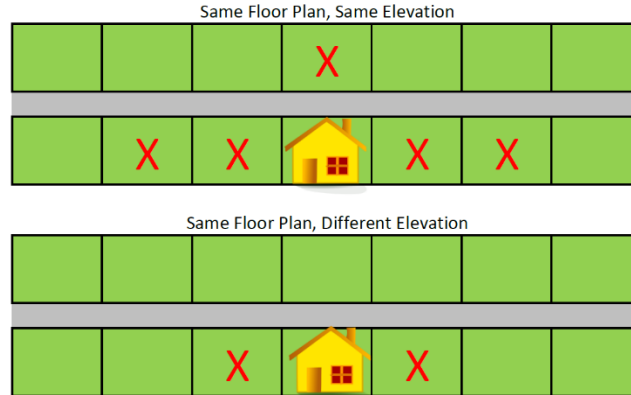 Same Floor Plan, Same Elevation
X
X X X X
Same Floor Plan, Different Elevation
X X